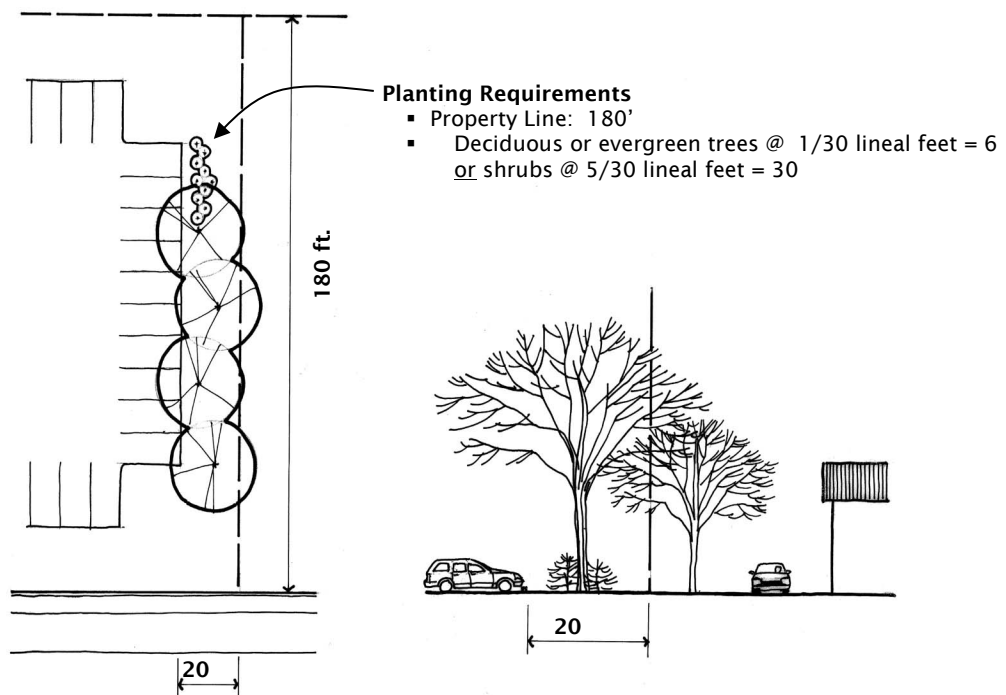 Planting Requirements
▪ Property Line: 180’
▪ Deciduous or evergreen trees @ 1/30 lineal feet = 6
or shrubs @ 5/30 lineal feet = 30
180 ft.
20
20